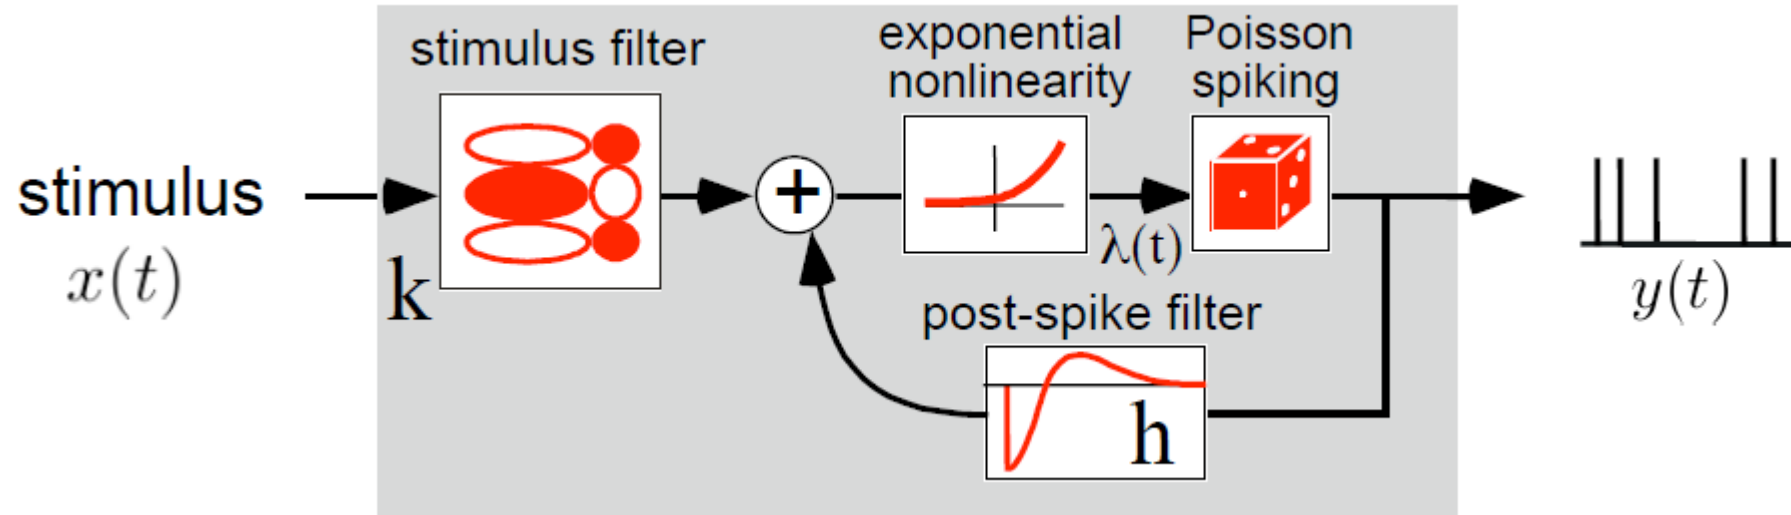 stimulus filter
exponential
nonlinearity
Poisson
spiking
stimulus
x(t)
k
+
λ(t)
post-spike filter
h
y(t)